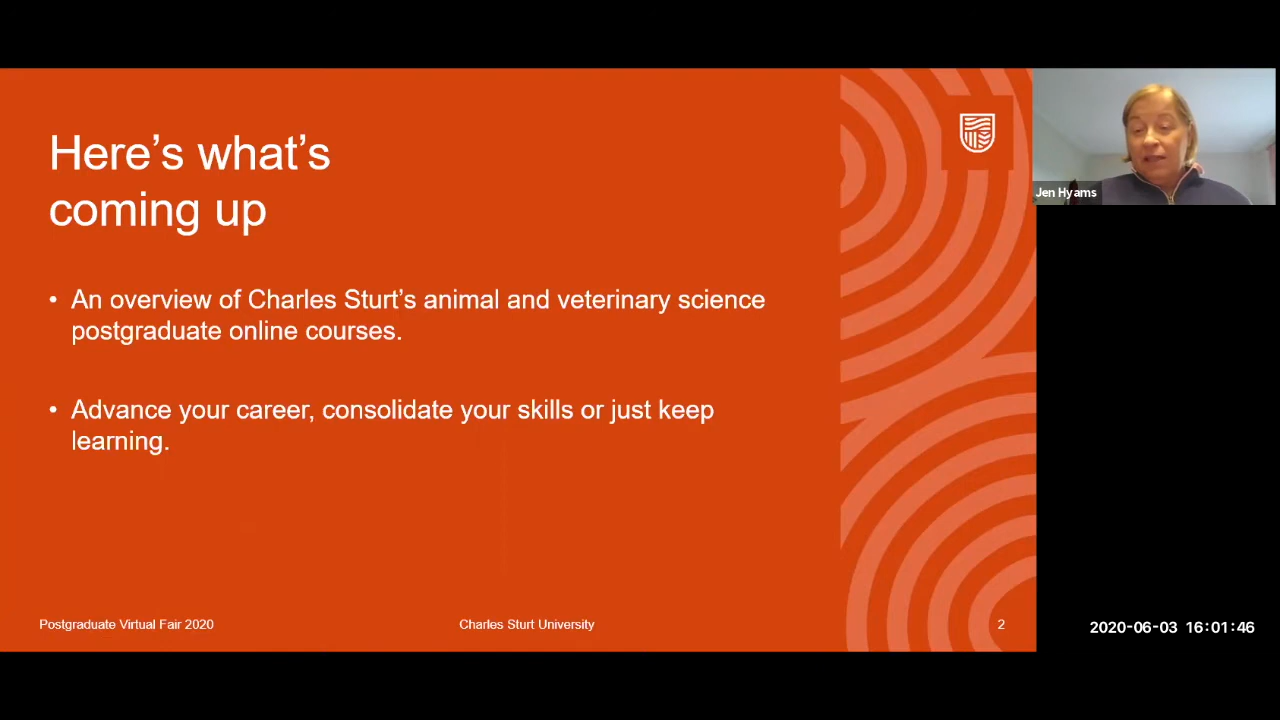 Here's what's
coming up
• An overview of Charles Sturt's animal and veterinary science
postgraduate online courses.
• Advance your career, consolidate your skills or just keep
learning.
Postgraduate Virtual Fair 2020
Charles Sturt University
2
Jen Hyams
2020-06-03 16:01:46